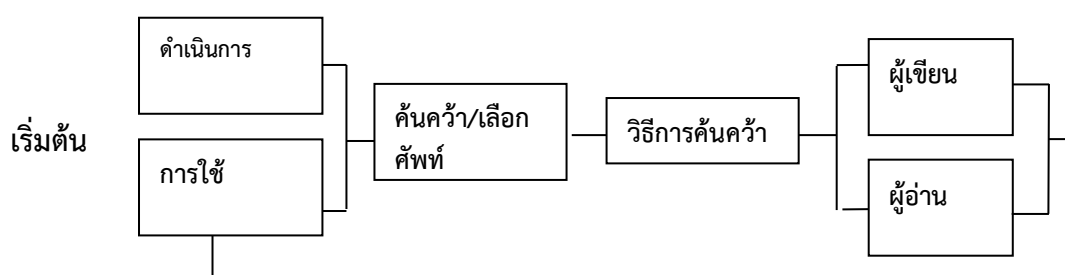 เริ่มต้น
ดำเนินการ
การใช้
ค้นคว้า/เลือก
ศัพท์
วิธีการค้นคว้า
ผู้เขียน
ผู้อ่าน